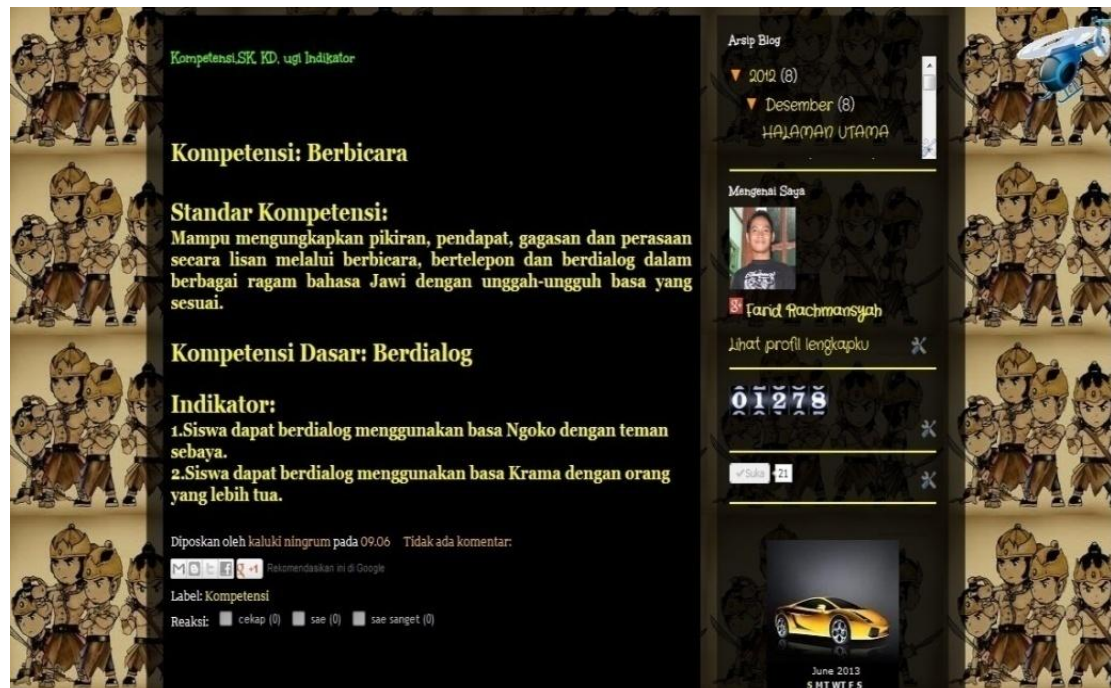 Kompetensi,SK, KD, ugi Indikator
Kompetensi: Berbicara
Standar Kompetensi:
Mampu mengungkapkan pikiran, pendapat, gagasan dan perasaan
secara lisan melalui berbicara, bertelepon dan berdialog dalam
berbagai ragam bahasa Jawi dengan unggah-ungguh basa yang
sesuai.
Kompetensi Dasar: Berdialog
Indikator:
1.Siswa dapat berdialog menggunakan basa Ngoko dengan teman
sebaya.
2.Siswa dapat berdialog menggunakan basa Krama dengan orang
yang lebih tua.
Diposkan oleh kaluki ningrum pada 09.06 Tidak ada komentar:
+1 Rekomendasikan ini di Google
Label: Kompetensi
Reaksi: cekap (0) sae (0) sae sanget (0)
Arsip Blog
▼ 2012 (8)
▼ Desember (8)
HALAMAN UTAMA
Mengenai Saya
Farid Rachmansyah
Lihat profil lengkapku
01278
Suka 21
June 2013
S M T W T F S